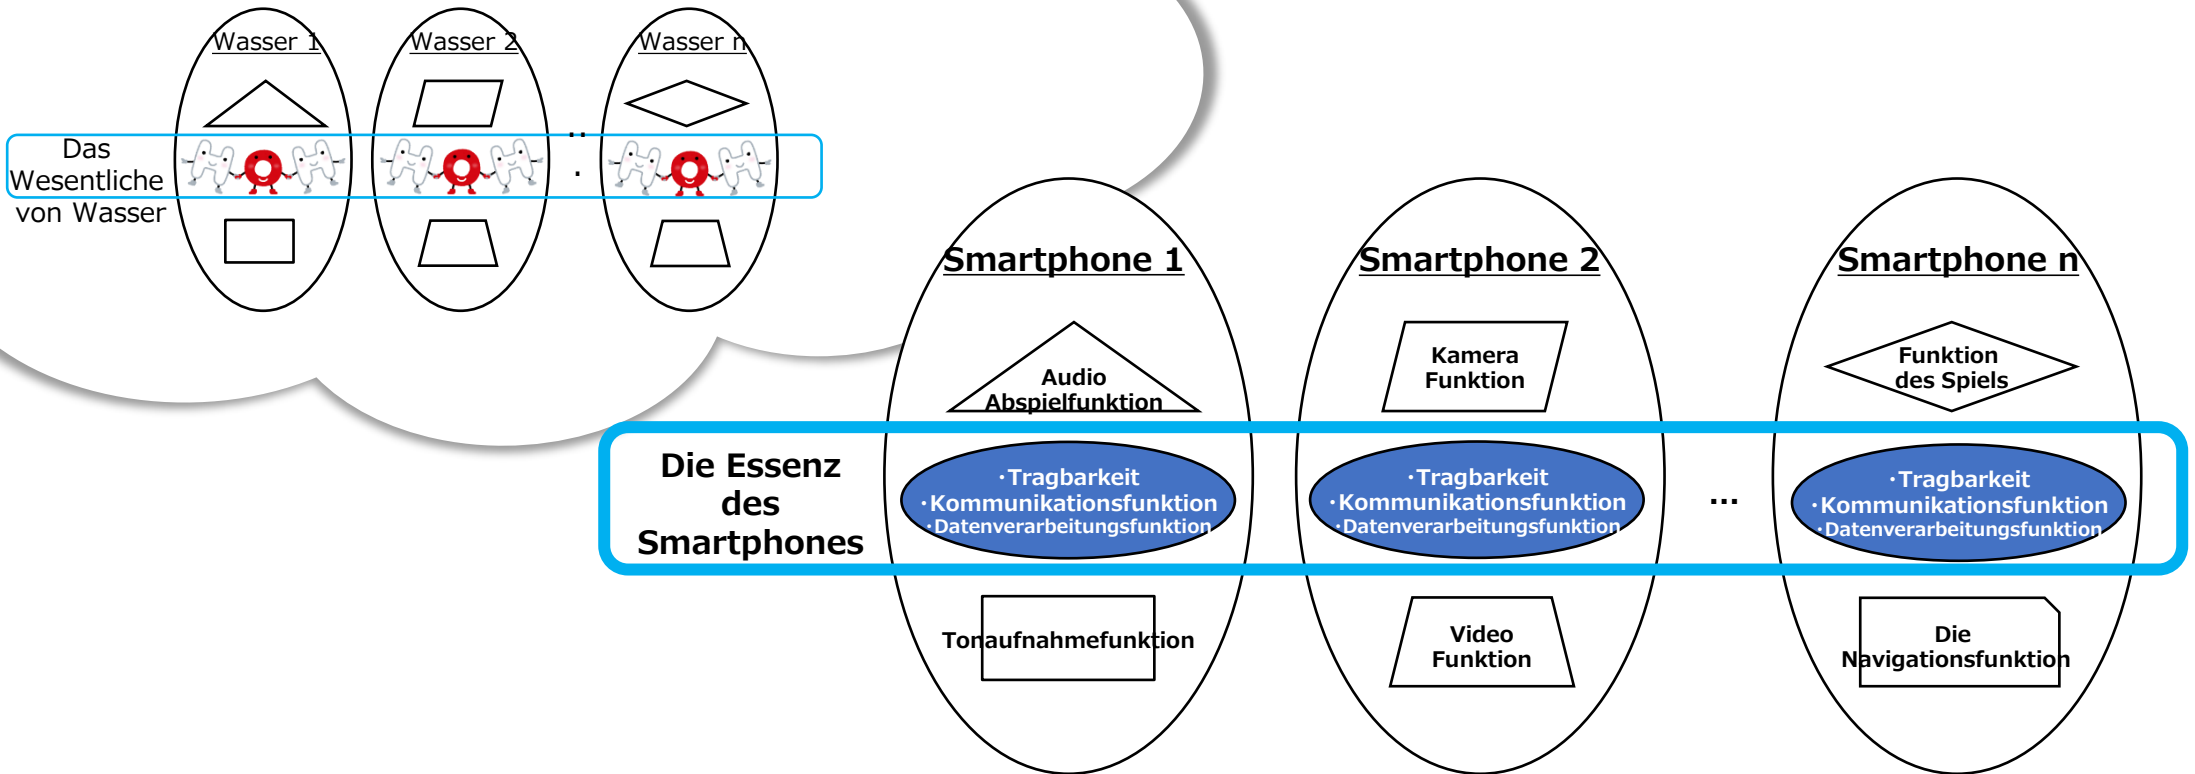 Wasser 1
Wasser 2
Wasser n
Das
Wesentliche
von Wasser
H O H
H O H
...
H O H
Smartphone 1
Audio
Abspielfunktion
Smartphone 2
Kamera
Funktion
Smartphone n
Funktion
des Spiels
Die Essenz
des
Smartphones
・Tragbarkeit
・Kommunikationsfunktion
・Datenverarbeitungsfunktion
・Tragbarkeit
・Kommunikationsfunktion
・Datenverarbeitungsfunktion
...
・Tragbarkeit
・Kommunikationsfunktion
・Datenverarbeitungsfunktion
Tonaufnahmefunktion
Video
Funktion
Die
Navigationsfunktion